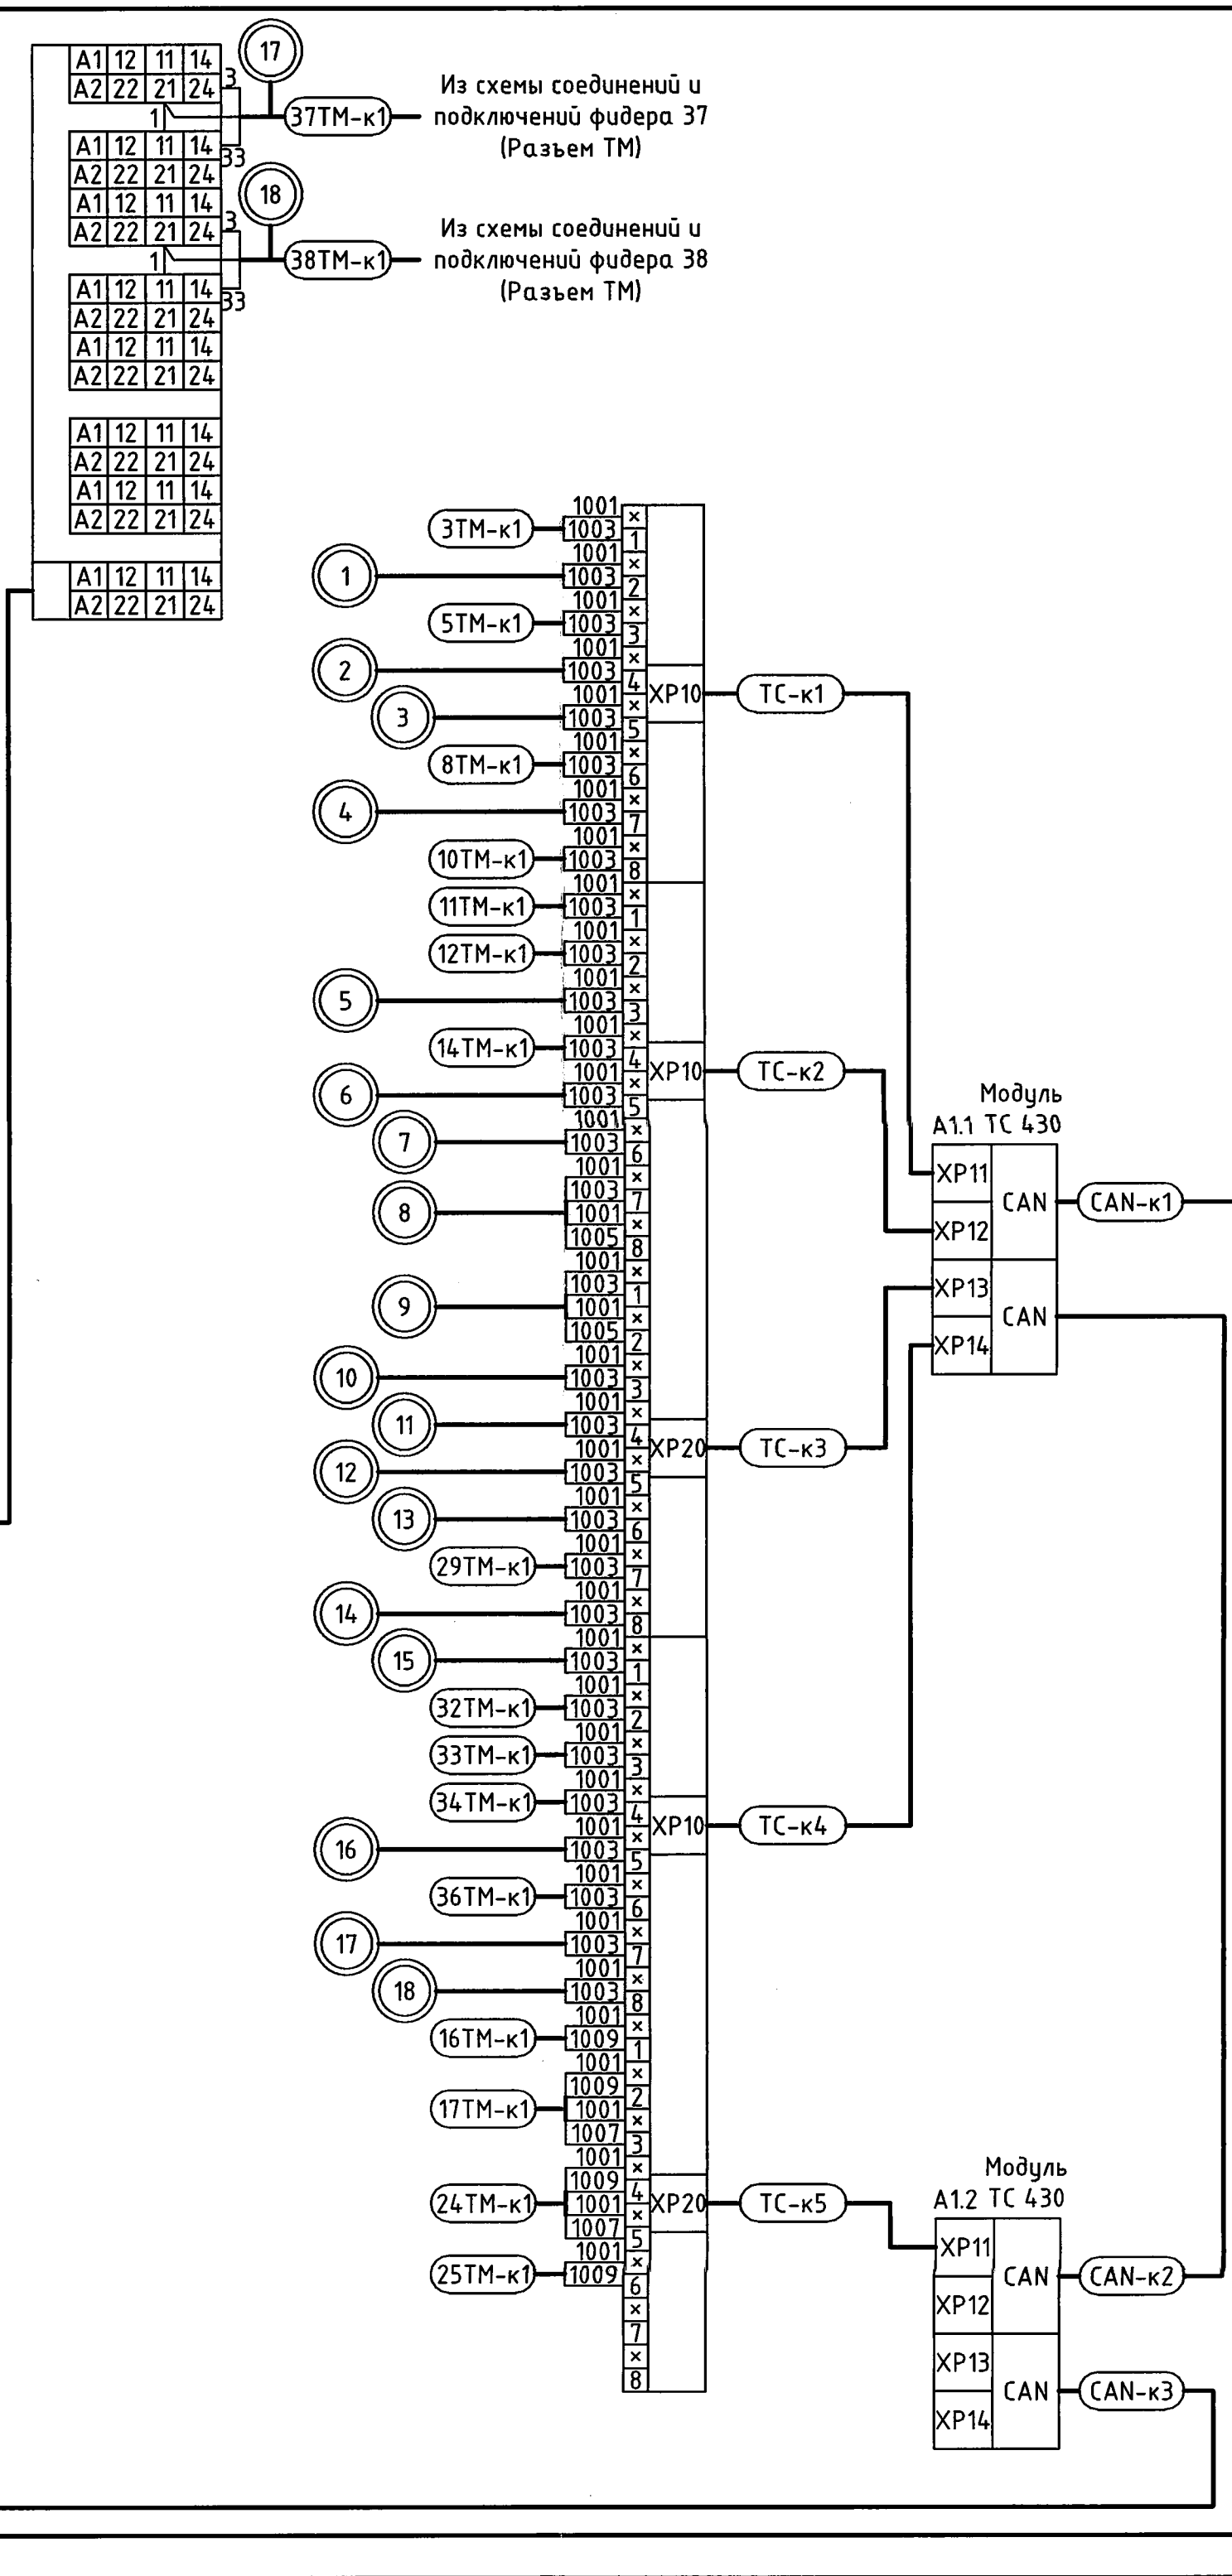 17
A1 12 11 14
A2 22 21 24
3
1
37ТМ-к1
Из схемы соединений и
подключений фидера 37
(Разъем ТМ)
A1 12 11 14
33
A2 22 21 24
18
A1 12 11 14
A2 22 21 24
3
1
38ТМ-к1
Из схемы соединений и
подключений фидера 38
(Разъем ТМ)
A1 12 11 14
33
A2 22 21 24
A1 12 11 14
A2 22 21 24
A1 12 11 14
A2 22 21 24
A1 12 11 14
A2 22 21 24
A1 12 11 14
A2 22 21 24
1001 ×
3ТМ-к1 1003 1
1001 ×
1 1003 2
1001 ×
5ТМ-к1 1003 3
1001 ×
2 1003 4
XP10 ТС-к1
1001 ×
3 1003 5
1001 ×
8ТМ-к1 1003 6
1001 ×
4 1003 7
1001 ×
10ТМ-к1 1003 8
1001 ×
11ТМ-к1 1003 1
1001 ×
12ТМ-к1 1003 2
1001 ×
5 1003 3
1001 ×
14ТМ-к1 1003 4
XP10 ТС-к2
1001 ×
6 1003 5
1001 ×
7 1003 6
1001 ×
1003 7
8 1001 ×
1005 8
1001 ×
1003 1
9 1001 ×
1005 2
1001 ×
10 1003 3
1001 ×
11 1003 4
XP20 ТС-к3
1001 ×
12 1003 5
1001 ×
13 1003 6
1001 ×
29ТМ-к1 1003 7
1001 ×
14 1003 8
1001 ×
15 1003 1
1001 ×
32ТМ-к1 1003 2
1001 ×
33ТМ-к1 1003 3
1001 ×
34ТМ-к1 1003 4
XP10 ТС-к4
1001 ×
16 1003 5
1001 ×
36ТМ-к1 1003 6
1001 ×
17 1003 7
1001 ×
18 1003 8
1001 ×
16ТМ-к1 1009 1
1001 ×
1009 2
17ТМ-к1 1001 ×
1007 3
1001 ×
1009 4
24ТМ-к1 1001 ×
XP20 ТС-к5
1007 5
1001 ×
25ТМ-к1 1009 6
×
7
×
8
Модуль
A1.1 ТС 430
XP11
CAN CAN-к1
XP12
XP13
CAN
XP14
Модуль
A1.2 ТС 430
XP11
CAN CAN-к2
XP12
XP13
CAN CAN-к3
XP14